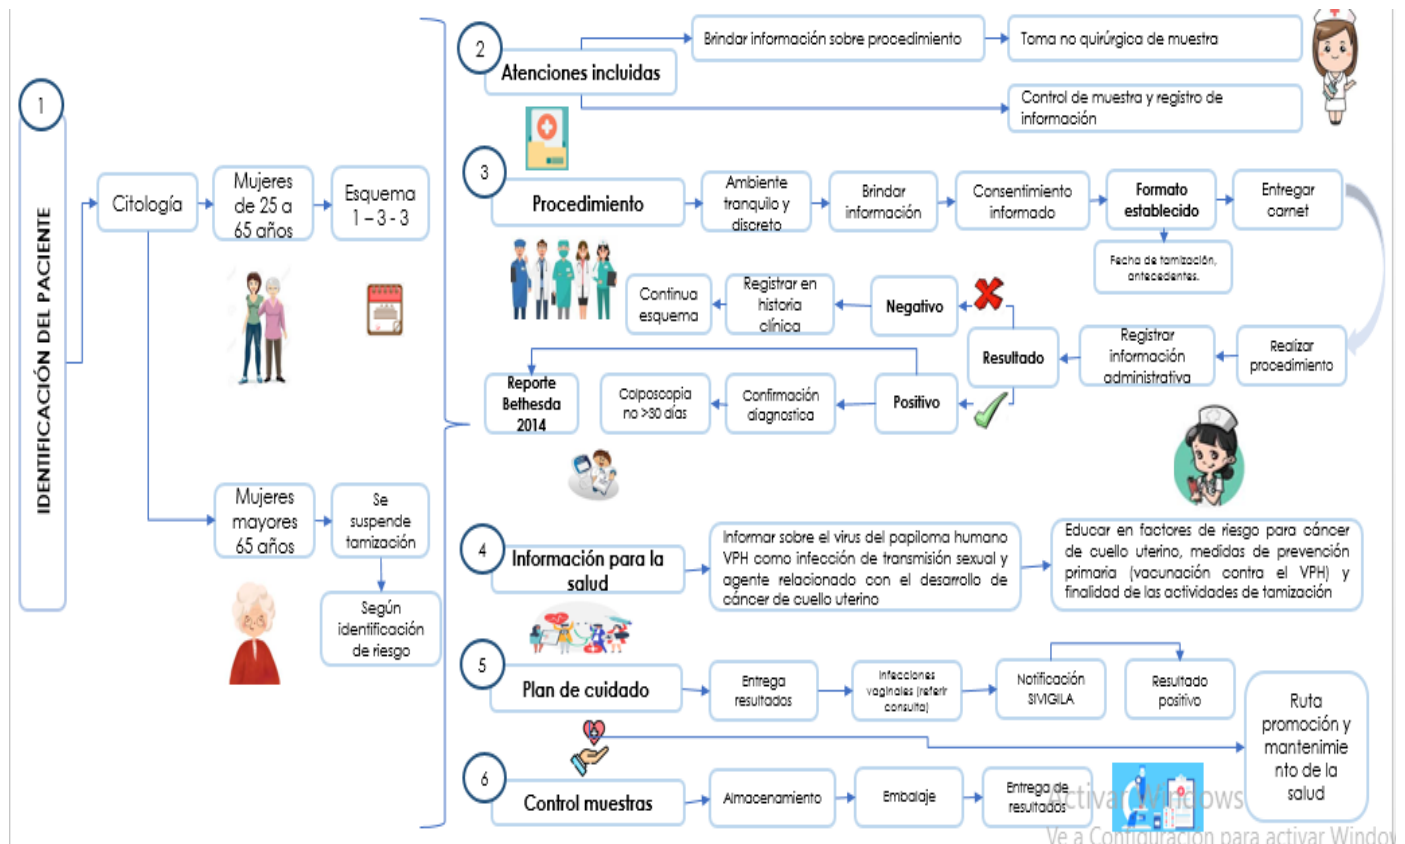 1
IDENTIFICACIÓN DEL PACIENTE
Citología
Mujeres
de 25 a
65 años
Esquema
1 – 3 - 3
Mujeres
mayores
65 años
Se
suspende
tamización
Según
identificación
de riesgo
2
Atenciones incluidas
Brindar información sobre procedimiento
Toma no quirúrgica de muestra
Control de muestra y registro de
información
3
Procedimiento
Ambiente
tranquilo y
discreto
Brindar
información
Consentimiento
informado
Formato
establecido
Entregar
carnet
Fecha de tamización,
antecedentes.
Realizar
procedimiento
Registrar
información
administrativa
Resultado
Negativo
Registrar en
historia
clínica
Continua
esquema
Positivo
Confirmación
diagnostica
Colposcopia
no >30 días
Reporte
Bethesda
2014
4
Información para la
salud
Informar sobre el virus del papiloma humano
VPH como infección de transmisión sexual y
agente relacionado con el desarrollo de
cáncer de cuello uterino
Educar en factores de riesgo para cáncer
de cuello uterino, medidas de prevención
primaria (vacunación contra el VPH) y
finalidad de las actividades de tamización
5
Plan de cuidado
Entrega
resultados
Infecciones
vaginales (referir
consulta)
Notificación
SIVIGILA
Resultado
positivo
Ruta
promoción y
mantenimie
nto de la
salud
6
Control muestras
Almacenamiento
Embalaje
Entrega de
resultados
Activar Windows
Ve a Configuración para activar Window